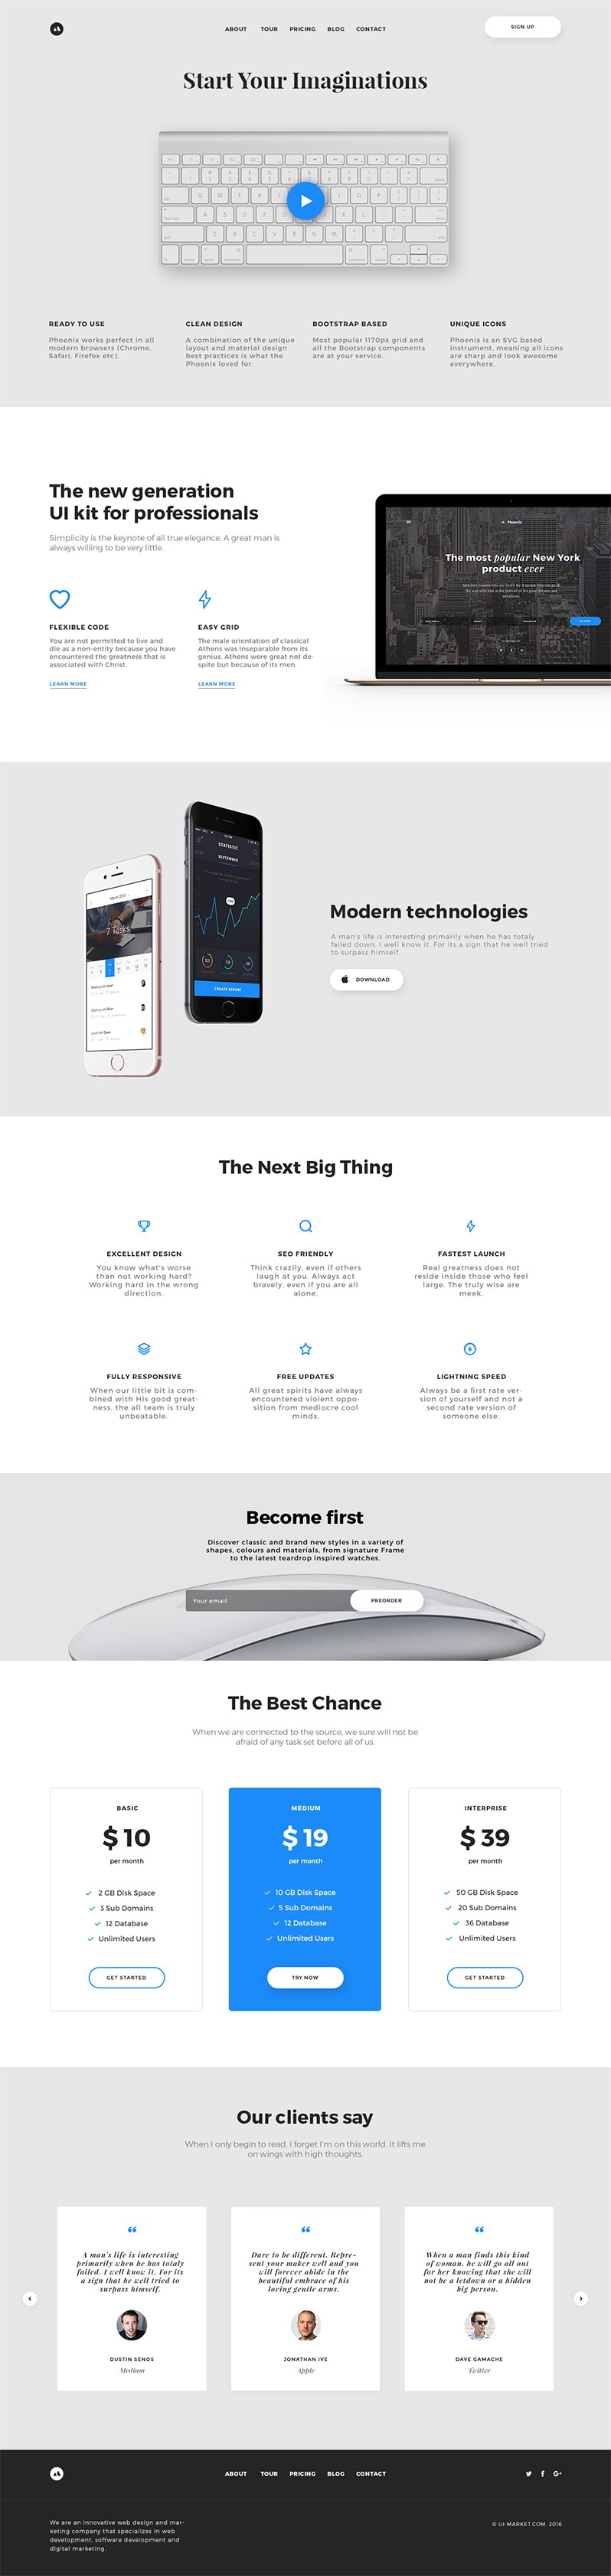 ABOUT TOUR PRICING BLOG CONTACT
SIGN UP
Start Your Imaginations
READY TO USE
Phoenix works perfect in all
modern browsers (Chrome,
Safari, Firefox etc).
CLEAN DESIGN
A combination of the unique
layout and material design
best practices is what the
Phoenix loved for.
BOOTSTRAP BASED
Most popular 1170px grid and
all the Bootstrap components
are at your service.
UNIQUE ICONS
Phoenix is an SVG based
instrument, meaning all icons
are sharp and look awesome
everywhere.
The new generation
UI kit for professionals
Simplicity is the keynote of all true elegance. A great man is
always willing to be very little.
FLEXIBLE CODE
You are not permitted to live and
die as a non-entity because you have
encountered the greatness that is
associated with Christ.
LEARN MORE
EASY GRID
The male orientation of classical
Athens was inseparable from its
genius. Athens were great not de-
spite but because of its men.
LEARN MORE
Phoenix
The most popular New York
product ever
March 2016
7 Tasks
STATISTIC
SEPTEMBER
CREATE REPORT
Modern technologies
A man's life is interesting primarily when he has totaly
failed down, I well know it. For its a sign that he well tried
to surpass himself.
DOWNLOAD
The Next Big Thing
EXCELLENT DESIGN
You know what's worse
than not working hard?
Working hard in the wrong
direction.
SEO FRIENDLY
Think crazily, even if others
laugh at you. Always act
bravely, even if you are all
alone.
FASTEST LAUNCH
Real greatness does not
reside inside those who feel
large. The truly wise are
meek.
FULLY RESPONSIVE
When our little bit is com-
bined with His good great-
ness, the all team is truly
unbeatable.
FREE UPDATES
All great spirits have always
encountered violent oppo-
sition from mediocre cool
minds.
LIGHTNING SPEED
Always be a first rate ver-
sion of yourself and not a
second rate version of
someone else.
Become first
Discover classic and brand new styles in a variety of
shapes, colours and materials, from signature Frame
to the latest teardrop inspired watches.
Your email
PREORDER
The Best Chance
When we are connected to the source, we sure will not be
afraid of any task set before all of us.
BASIC
$ 10
per month
2 GB Disk Space
3 Sub Domains
12 Database
Unlimited Users
GET STARTED
MEDIUM
$ 19
per month
10 GB Disk Space
5 Sub Domains
12 Database
Unlimited Users
TRY NOW
INTERPRISE
$ 39
per month
50 GB Disk Space
20 Sub Domains
36 Database
Unlimited Users
GET STARTED
Our clients say
When I only begin to read, I forget I'm on this world. It lifts me
on wings with high thoughts.
“
A man's life is interesting
primarily when he has totaly
failed, I well know it. For its
a sign that he well tried to
surpass himself.
DUSTIN SENOS
Medium
“
Dare to be different. Repre-
sent your maker well and you
will forever abide in the
beautiful embrace of his
loving gentle arms.
JONATHAN IVE
Apple
“
When a man finds this kind
of woman, he will go all out
for her knowing that she will
not be a letdown or a hidden
big person.
DAVE GAMACHE
Twitter
ABOUT TOUR PRICING BLOG CONTACT
We are an innovative web design and mar-
keting company that specializes in web
development, software development and
digital marketing.
© UI-MARKET.COM, 2016